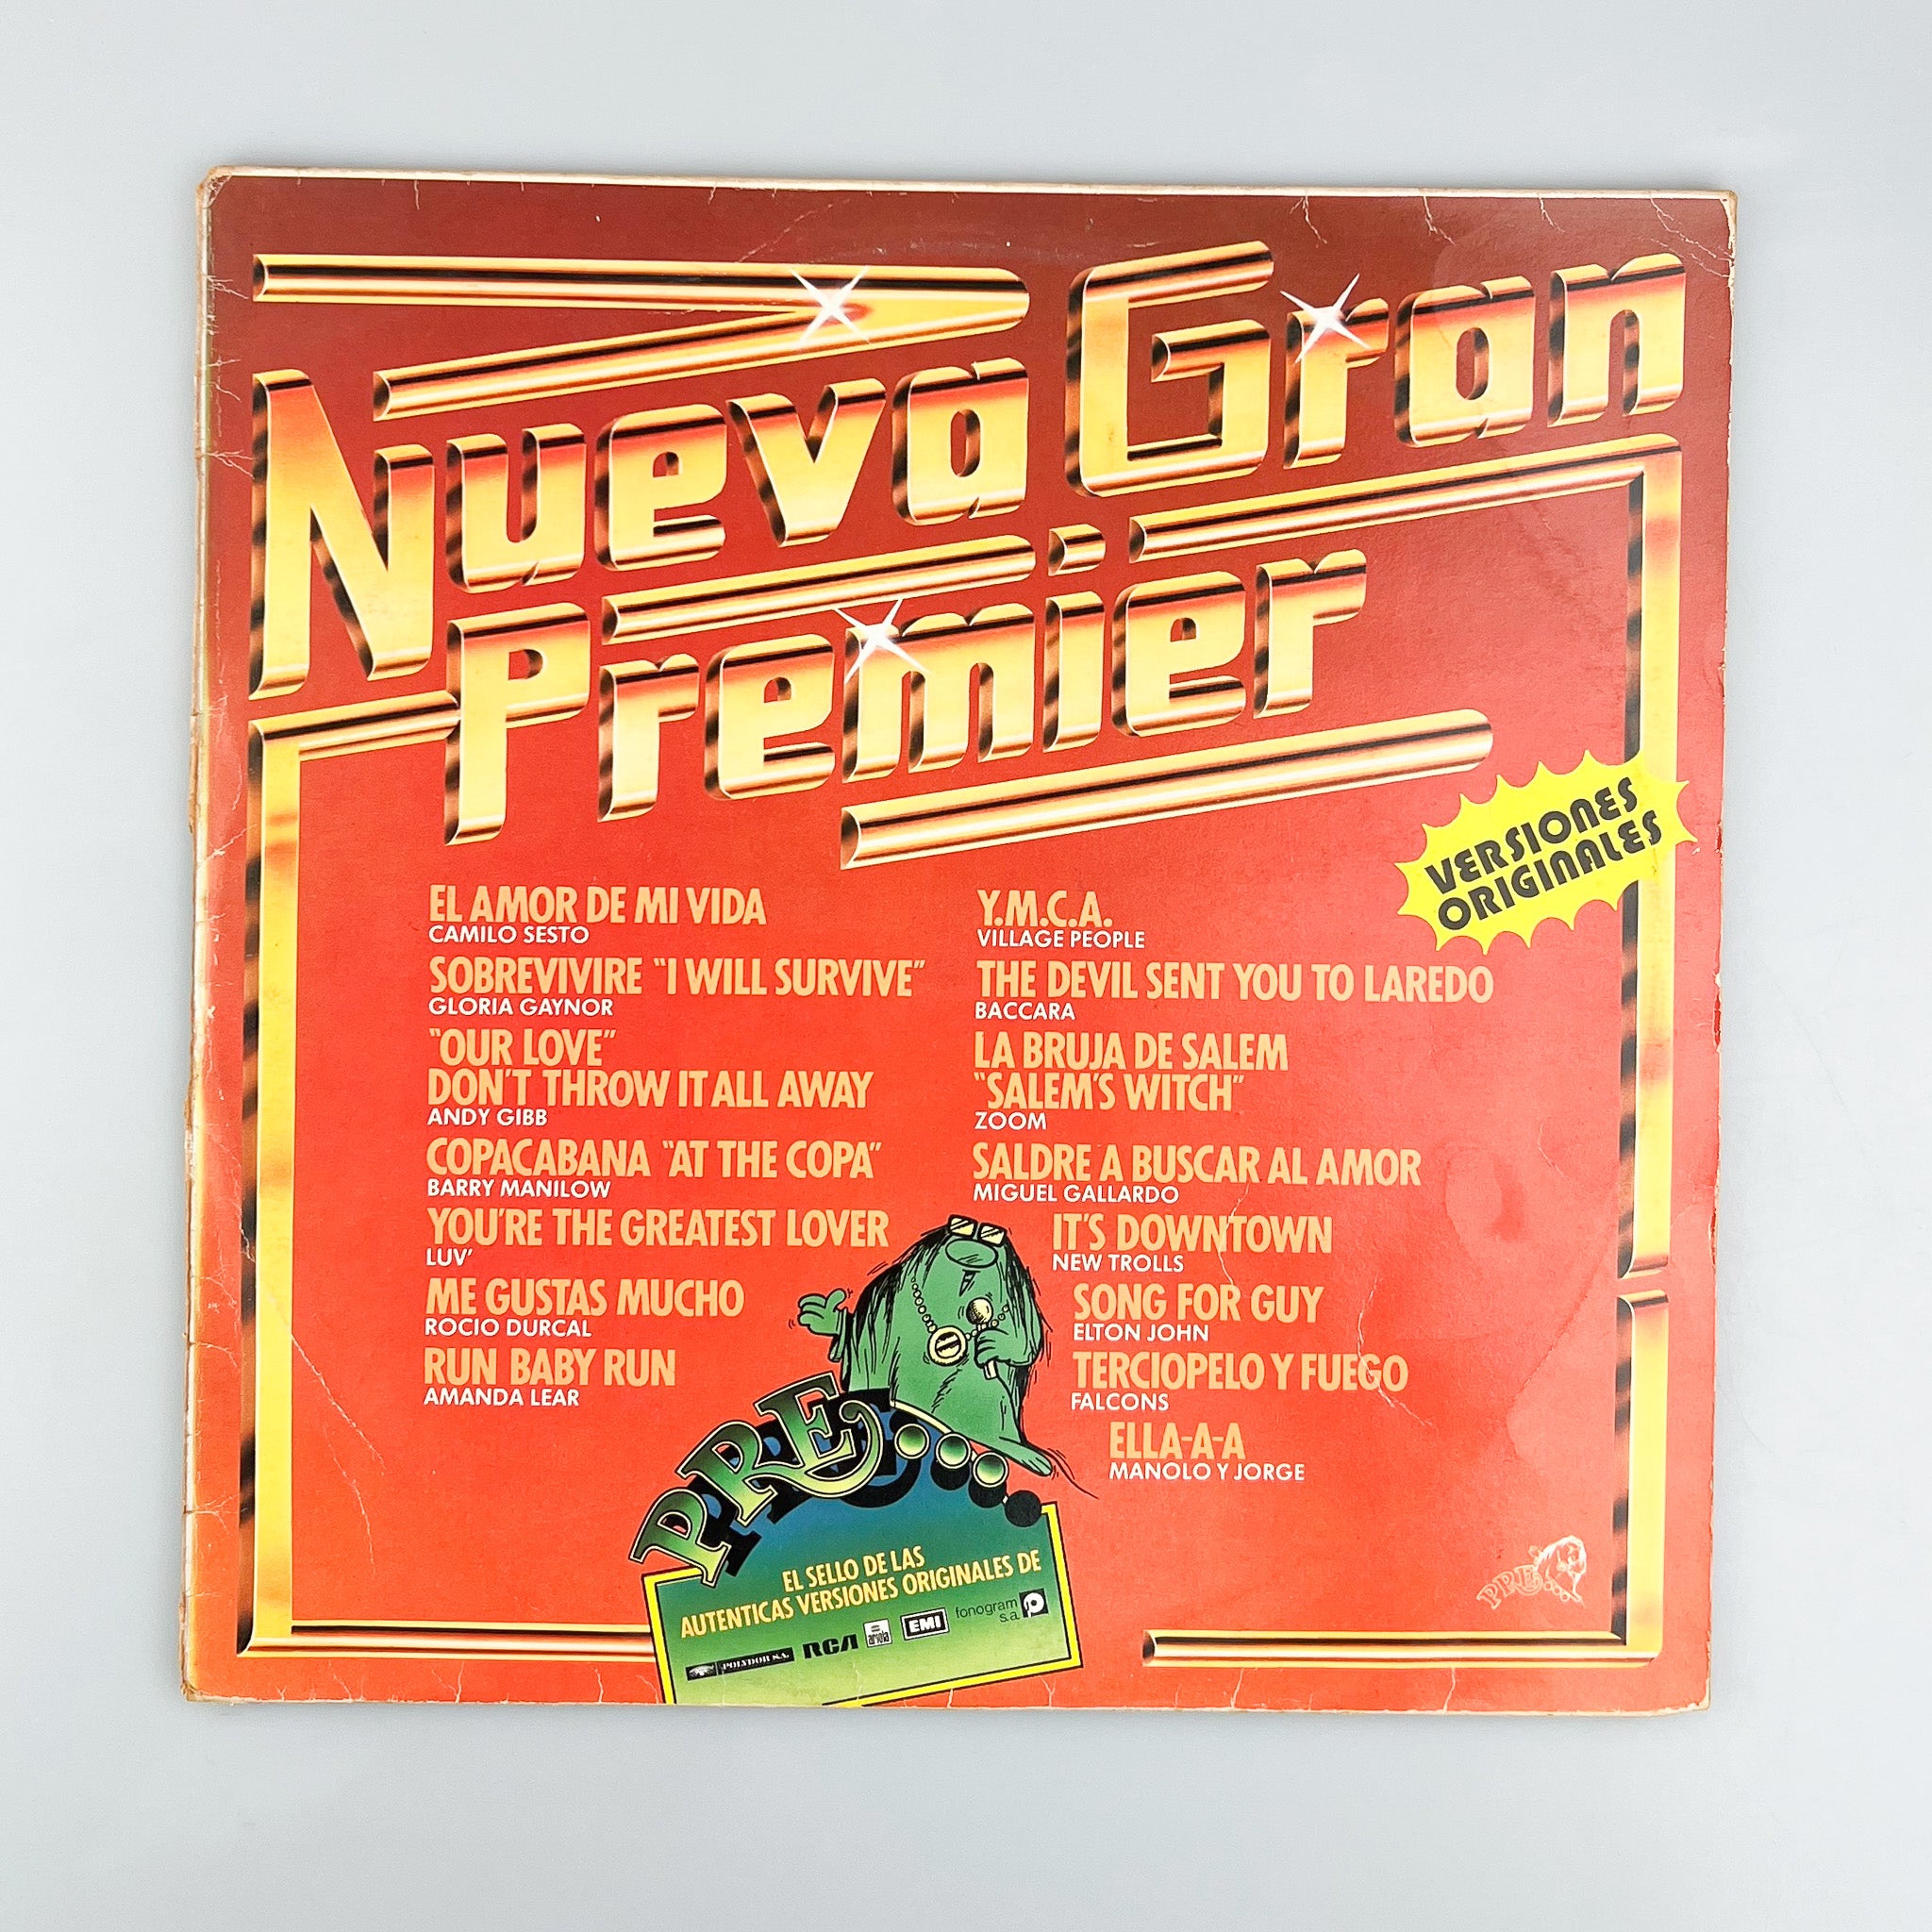 Nueva Gran
Premier
VERSIONES
ORIGINALES
EL AMOR DE MI VIDA
CAMILO SESTO
SOBREVIVIRE "I WILL SURVIVE"
GLORIA GAYNOR
"OUR LOVE"
DON'T THROW IT ALL AWAY
ANDY GIBB
COPACABANA "AT THE COPA"
BARRY MANILOW
YOU'RE THE GREATEST LOVER
LUV'
ME GUSTAS MUCHO
ROCIO DURCAL
RUN BABY RUN
AMANDA LEAR
Y.M.C.A.
VILLAGE PEOPLE
THE DEVIL SENT YOU TO LAREDO
BACCARA
LA BRUJA DE SALEM
"SALEM'S WITCH"
ZOOM
SALDRE A BUSCAR AL AMOR
MIGUEL GALLARDO
IT'S DOWNTOWN
NEW TROLLS
SONG FOR GUY
ELTON JOHN
TERCIOPELO Y FUEGO
FALCONS
ELLA-A-A
MANOLO Y JORGE
PRE...
EL SELLO DE LAS
AUTENTICAS VERSIONES ORIGINALES DE
POLYDOR S.A. RCA ariola EMI fonogram s.a.
PRE...